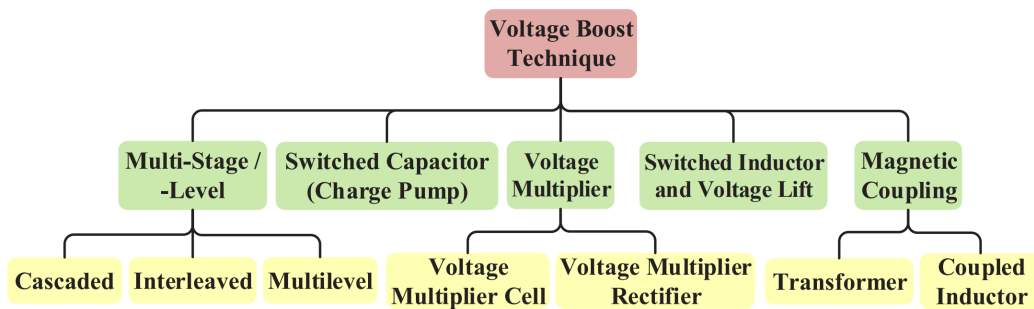 Voltage Boost
Technique
Multi-Stage /
-Level
Switched Capacitor
(Charge Pump)
Voltage
Multiplier
Switched Inductor
and Voltage Lift
Magnetic
Coupling
Cascaded
Interleaved
Multilevel
Voltage
Multiplier Cell
Voltage Multiplier
Rectifier
Transformer
Coupled
Inductor